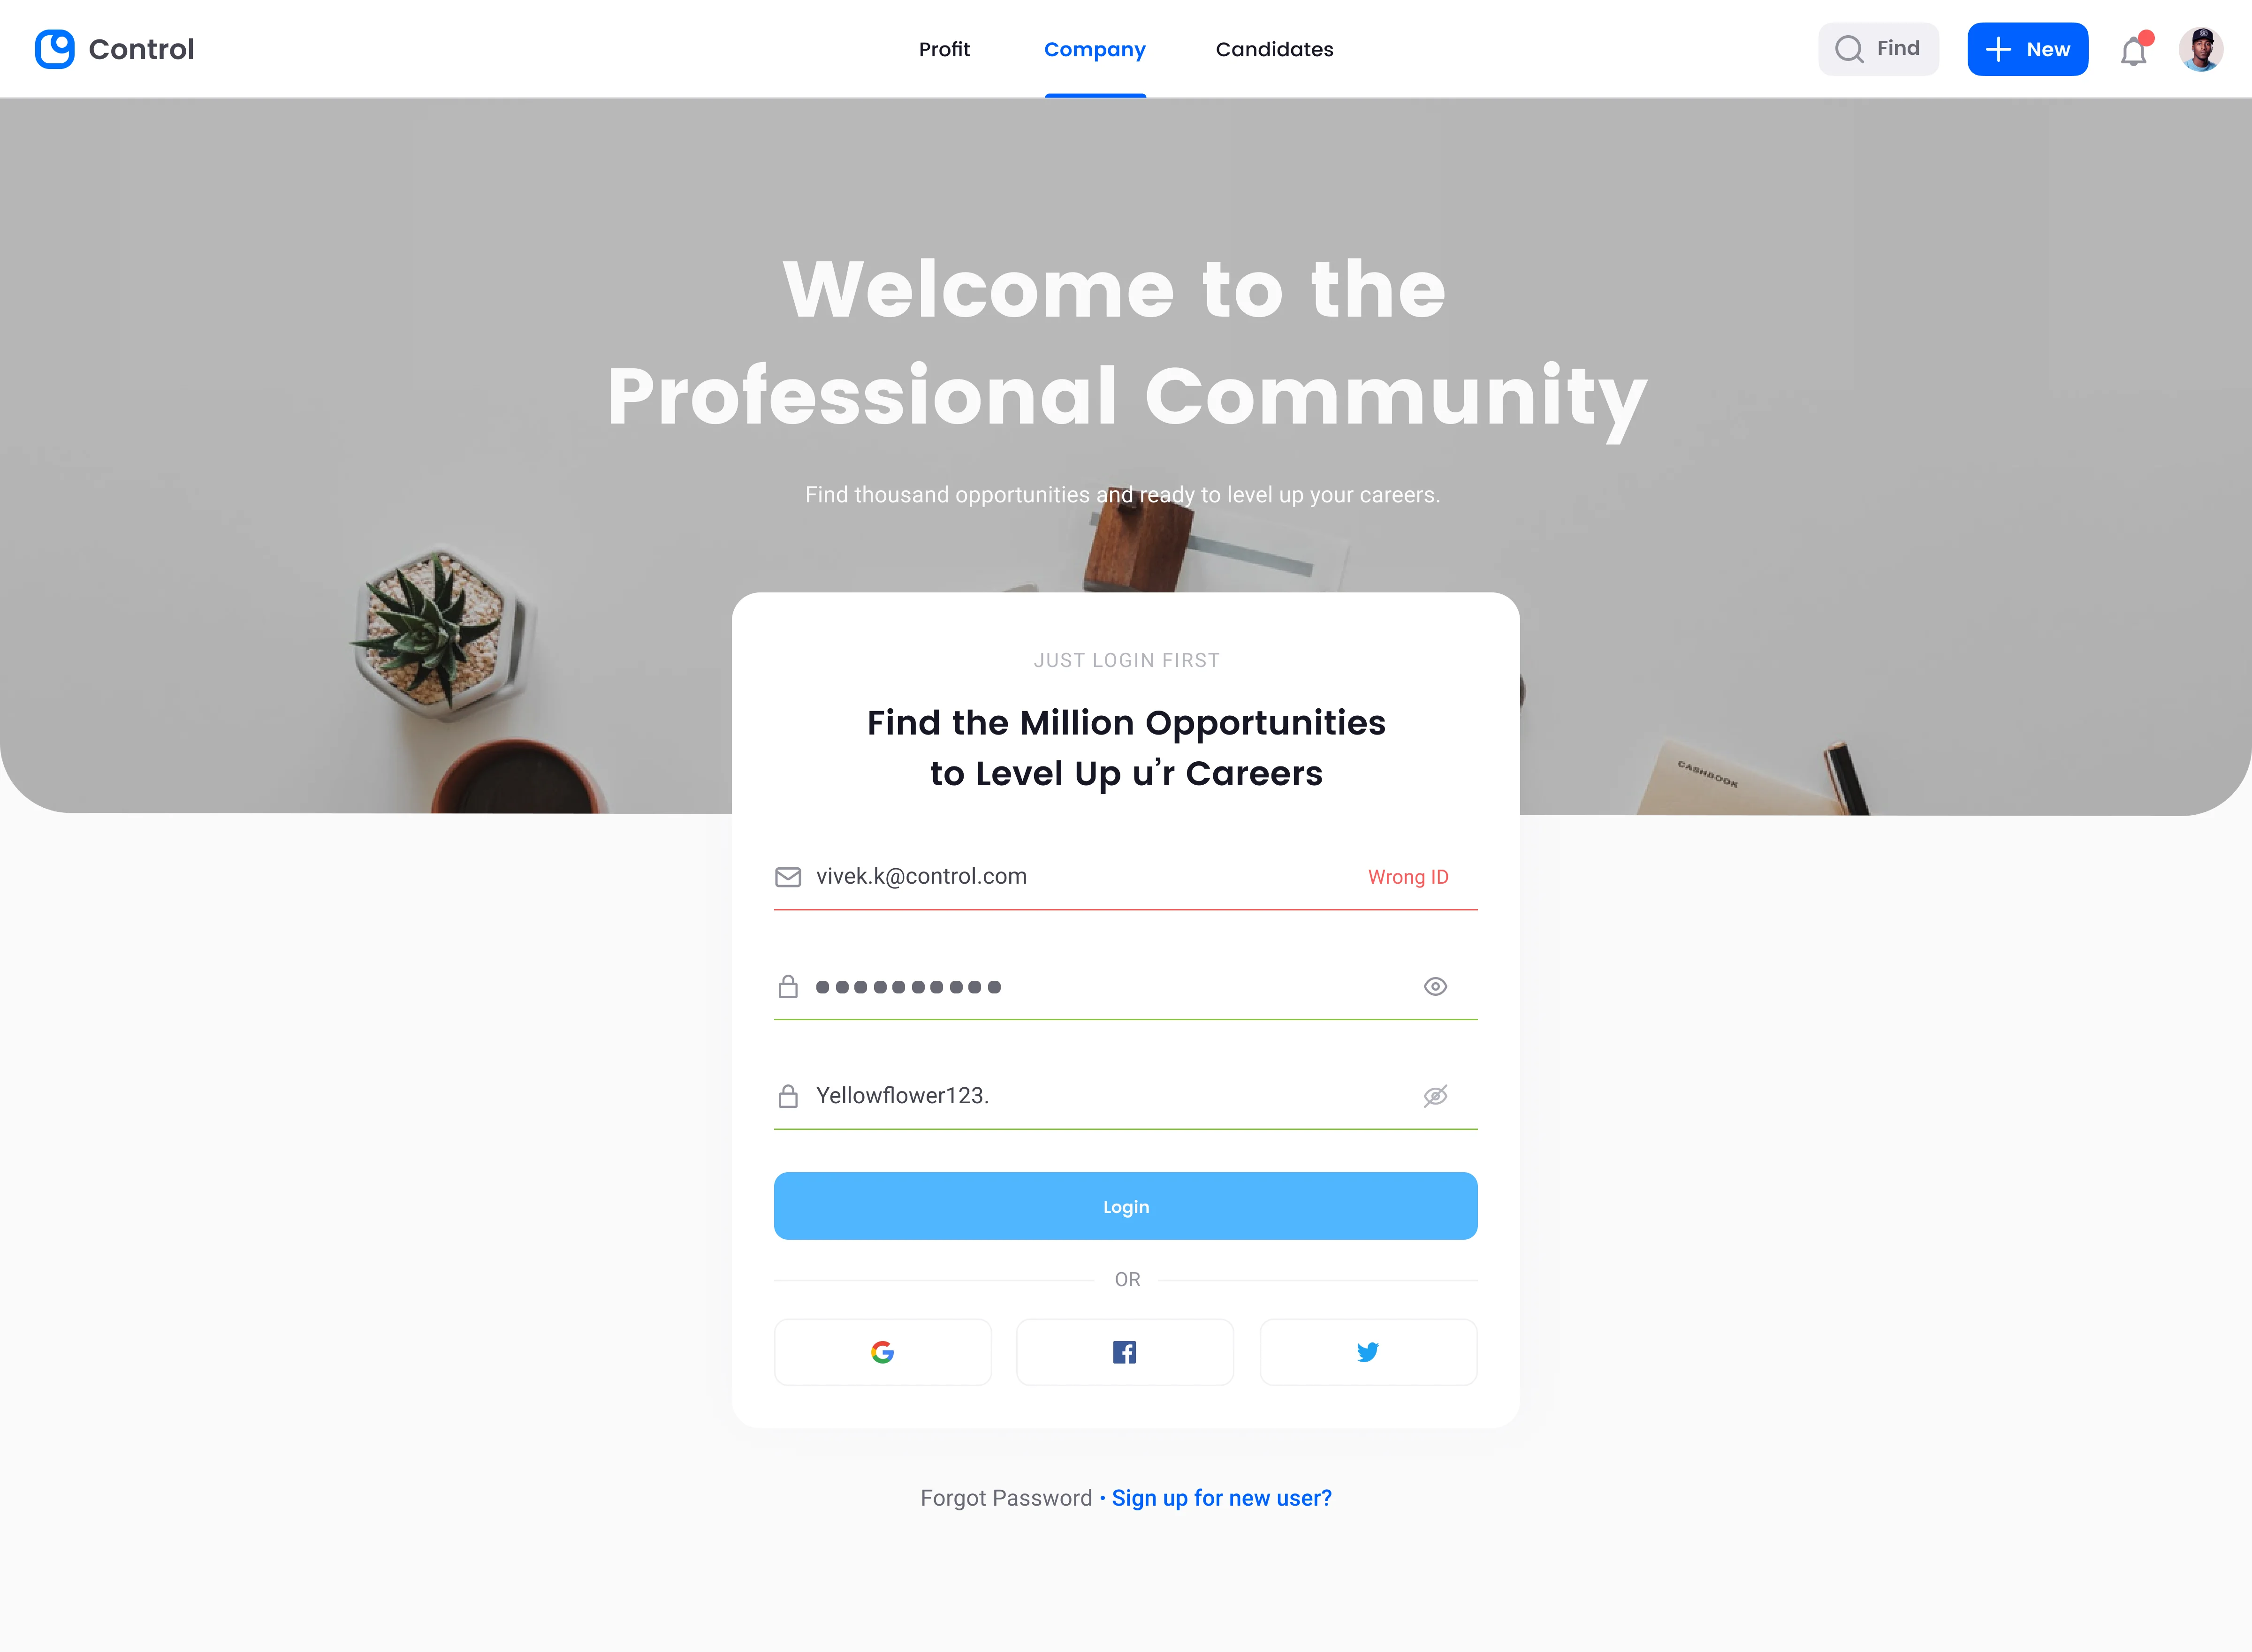 Control
Profit
Company
Candidates
Find
New
Welcome to the
Professional Community
Find thousand opportunities and ready to level up your careers.
CASHBOOK
JUST LOGIN FIRST
Find the Million Opportunities
to Level Up u’r Careers
vivek.k@control.com
Wrong ID
Yellowflower123.
Login
OR
Forgot Password • Sign up for new user?